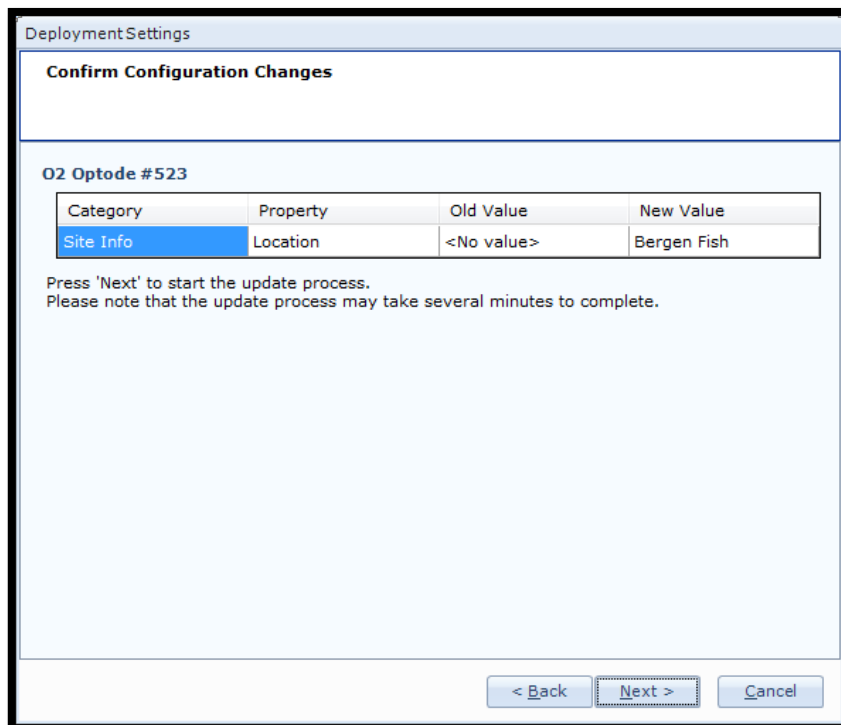 Deployment Settings
Confirm Configuration Changes
O2 Optode #523
Category Property Old Value New Value
Site Info Location <No value> Bergen Fish
Press 'Next' to start the update process.
Please note that the update process may take several minutes to complete.
< Back Next > Cancel